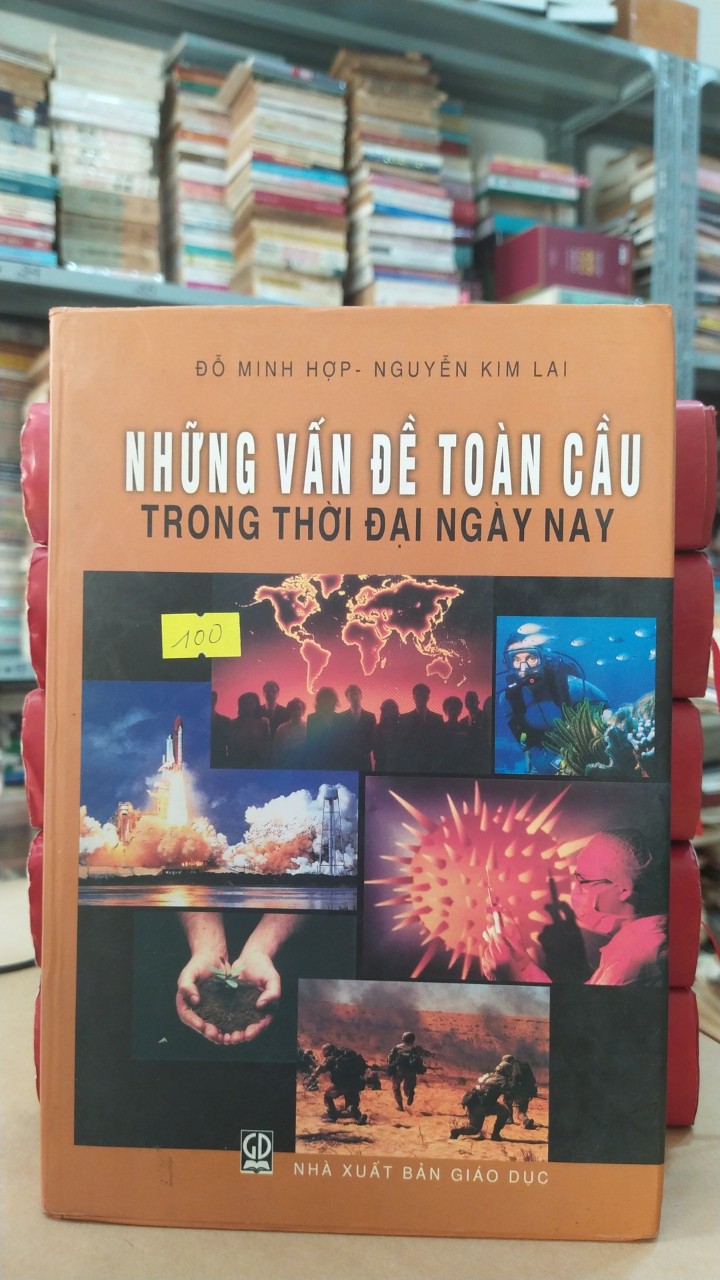 ĐỖ MINH HỢP- NGUYỄN KIM LAI
NHỮNG VẤN ĐỀ TOÀN CẦU
TRONG THỜI ĐẠI NGÀY NAY
100
GD
NHÀ XUẤT BẢN GIÁO DỤC